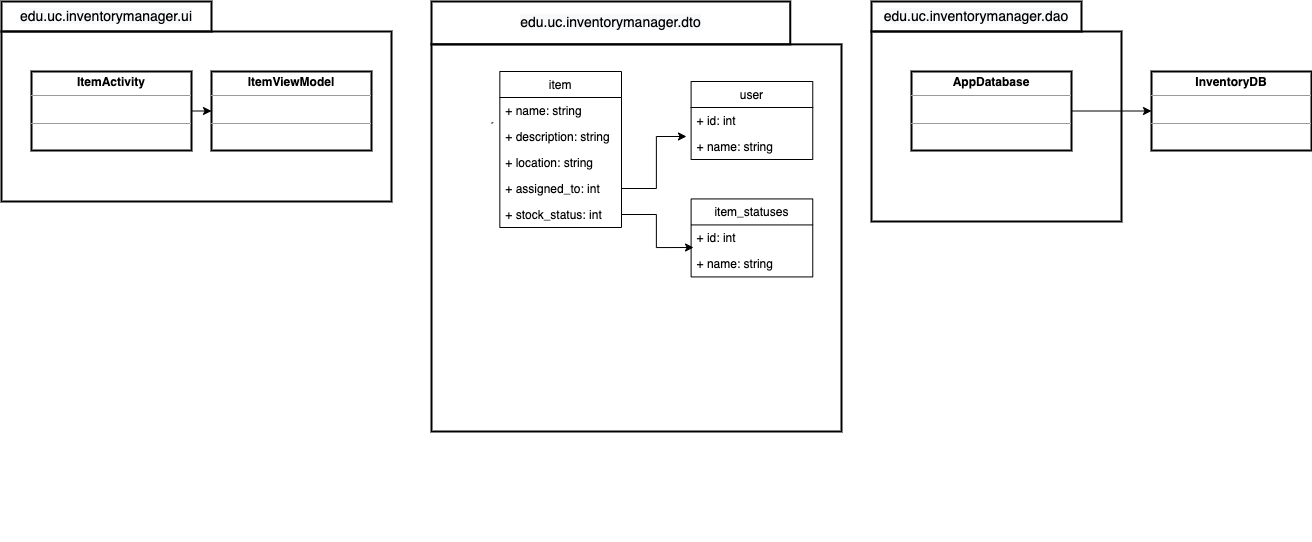 edu.uc.inventorymanager.ui
ItemActivity
ItemViewModel
edu.uc.inventorymanager.dto
item
+ name: string
+ description: string
+ location: string
+ assigned_to: int
+ stock_status: int
user
+ id: int
+ name: string
item_statuses
+ id: int
+ name: string
edu.uc.inventorymanager.dao
AppDatabase
InventoryDB